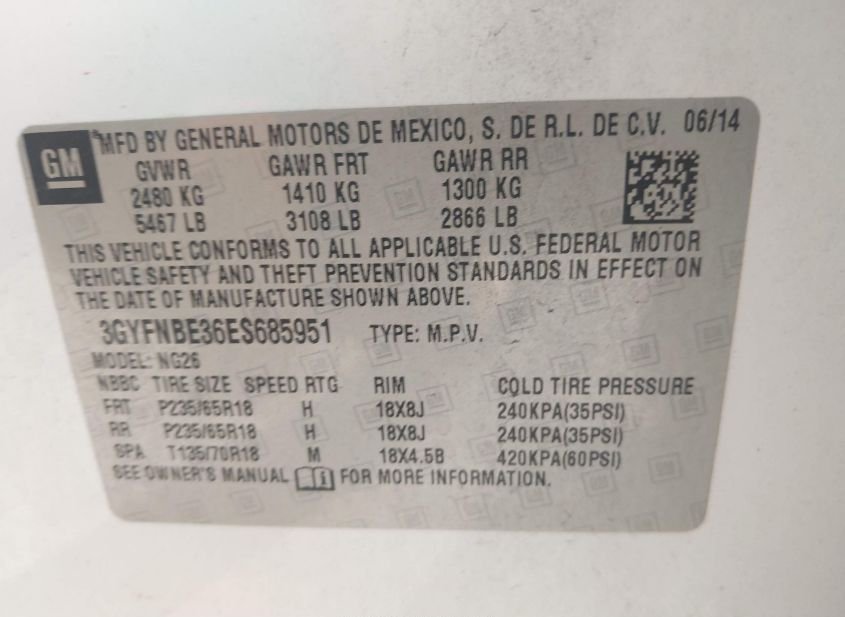 GM
MFD BY GENERAL MOTORS DE MEXICO, S. DE R.L. DE C.V. 06/14
GVWR GAWR FRT GAWR RR
2480 KG 1410 KG 1300 KG
5467 LB 3108 LB 2866 LB
THIS VEHICLE CONFORMS TO ALL APPLICABLE U.S. FEDERAL MOTOR
VEHICLE SAFETY AND THEFT PREVENTION STANDARDS IN EFFECT ON
THE DATE OF MANUFACTURE SHOWN ABOVE.
3GYFNBE36ES685951 TYPE: M.P.V.
MODEL: NG26
NBBC TIRE SIZE SPEED RTG RIM COLD TIRE PRESSURE
FRT P235/65R18 H 18X8J 240KPA(35PSI)
RR P235/65R18 H 18X8J 240KPA(35PSI)
SPA T135/70R18 M 18X4.5B 420KPA(60PSI)
SEE OWNER'S MANUAL FOR MORE INFORMATION.